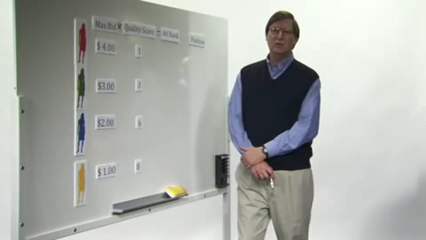 Max Bid × Quality Score = Ad Rank Position
$4.00
$3.00
$2.00
$1.00